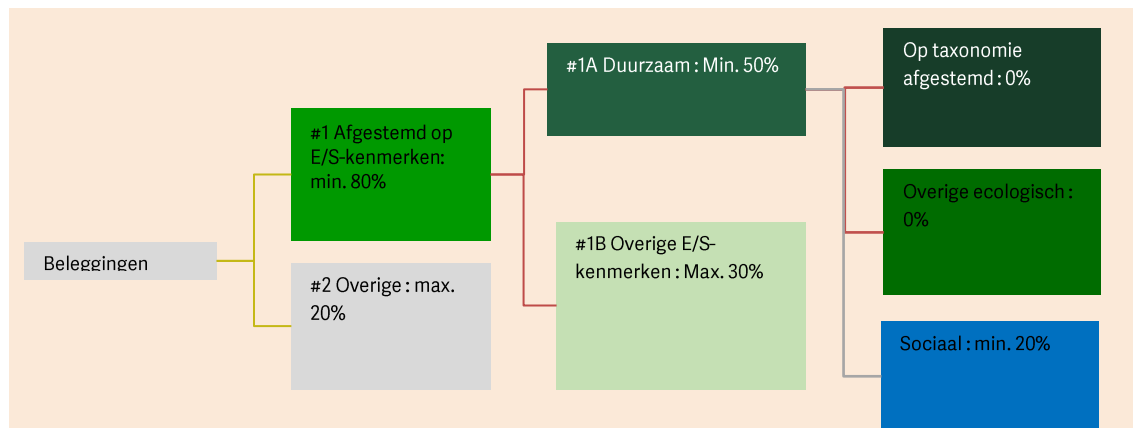 Beleggingen
#1 Afgestemd op
E/S-kenmerken:
min. 80%
#2 Overige : max.
20%
#1A Duurzaam : Min. 50%
#1B Overige E/S-
kenmerken : Max. 30%
Op taxonomie
afgestemd : 0%
Overige ecologisch :
0%
Sociaal : min. 20%